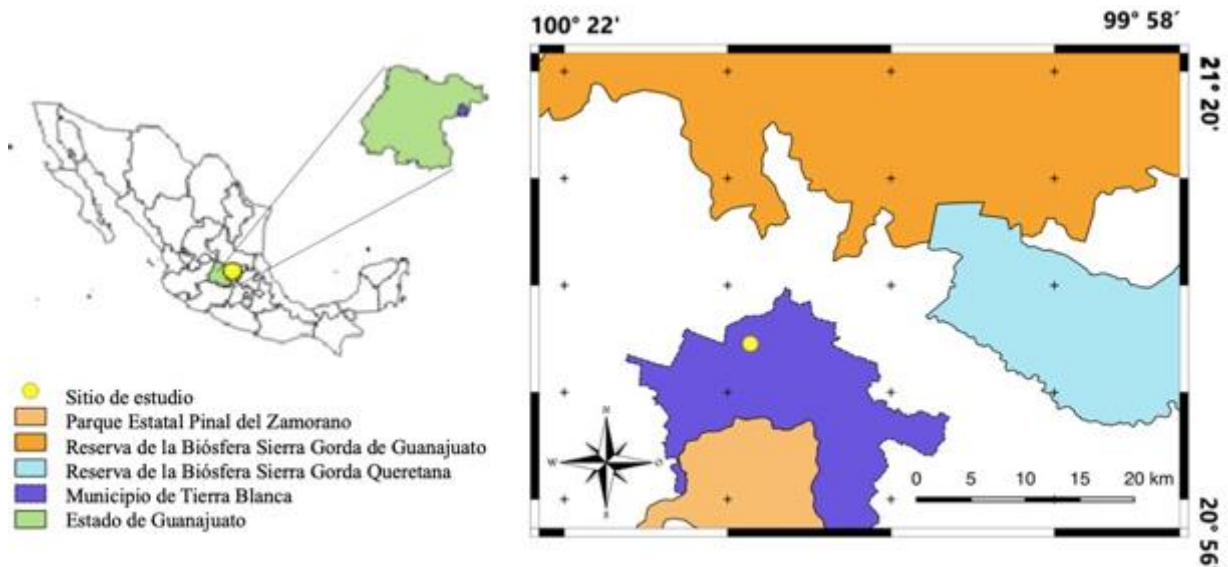 100° 22'
99° 58´
21° 20'
20° 56'
Sitio de estudio
Parque Estatal Pinal del Zamorano
Reserva de la Biósfera Sierra Gorda de Guanajuato
Reserva de la Biósfera Sierra Gorda Queretana
Municipio de Tierra Blanca
Estado de Guanajuato
N
W
O
S
0 5 10 15 20 km